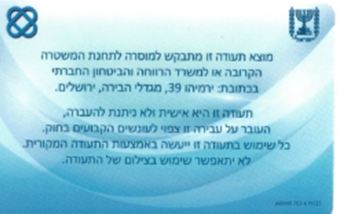 מוצא תעודה זו מתבקש למוסרה לתחנת המשטרה
הקרובה או למשרד הרווחה והביטחון החברתי
בכתובת: ירמיהו 39, מגדלי הבירה, ירושלים.
תעודה זו היא אישית ולא ניתנת להעברה,
העובר על עבירה זו צפוי לעונשים הקבועים בחוק.
כל שימוש בתעודה זו ייעשה באמצעות התעודה המקורית.
לא יתאפשר שימוש בצילום של התעודה.